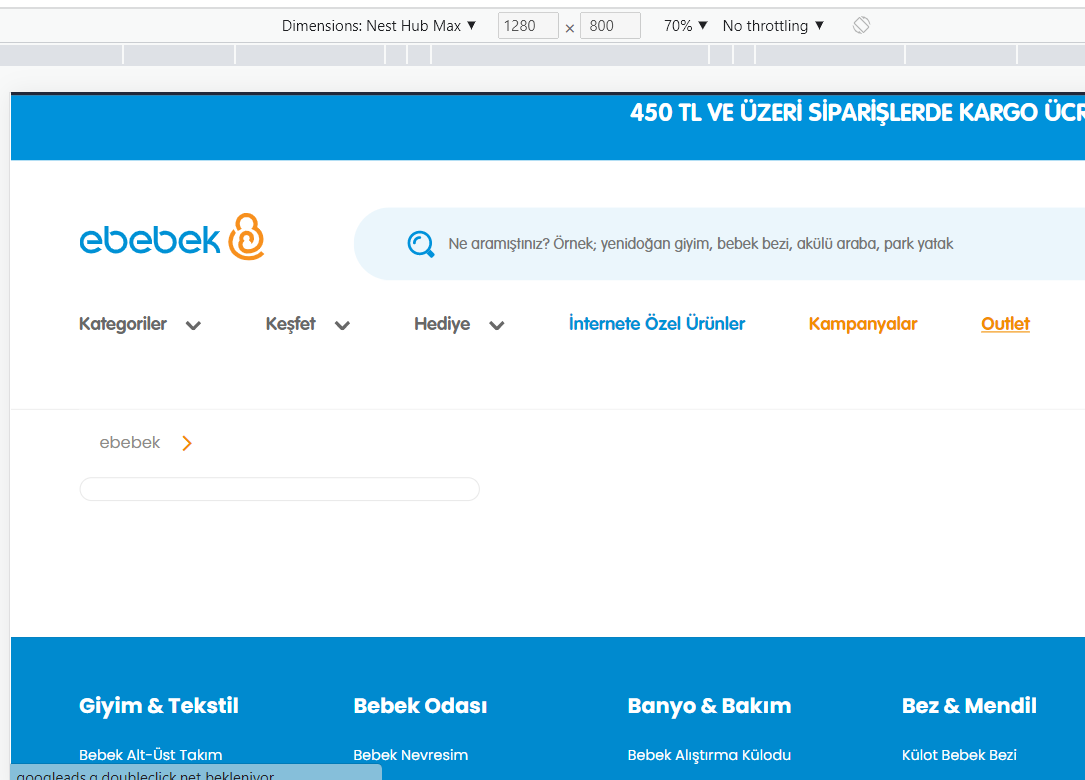 Dimensions: Nest Hub Max ▼ 1280 × 800 70% ▼ No throttling ▼
450 TL VE ÜZERİ SİPARİŞLERDE KARGO ÜCR
ebebek
Ne aramıştınız? Örnek; yenidoğan giyim, bebek bezi, akülü araba, park yatak
Kategoriler Keşfet Hediye İnternete Özel Ürünler Kampanyalar Outlet
ebebek
Giyim & Tekstil Bebek Odası Banyo & Bakım Bez & Mendil
Bebek Alt-Üst Takım Bebek Nevresim Bebek Alıştırma Külodu Külot Bebek Bezi
googleads.g.doubleclick.net bekleniyor